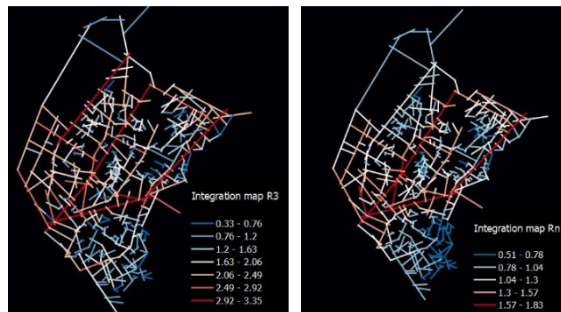 Integration map R3
0.33 - 0.76
0.76 - 1.2
1.2 - 1.63
1.63 - 2.06
2.06 - 2.49
2.49 - 2.92
2.92 - 3.35
Integration map Rn
0.51 - 0.78
0.78 - 1.04
1.04 - 1.3
1.3 - 1.57
1.57 - 1.83